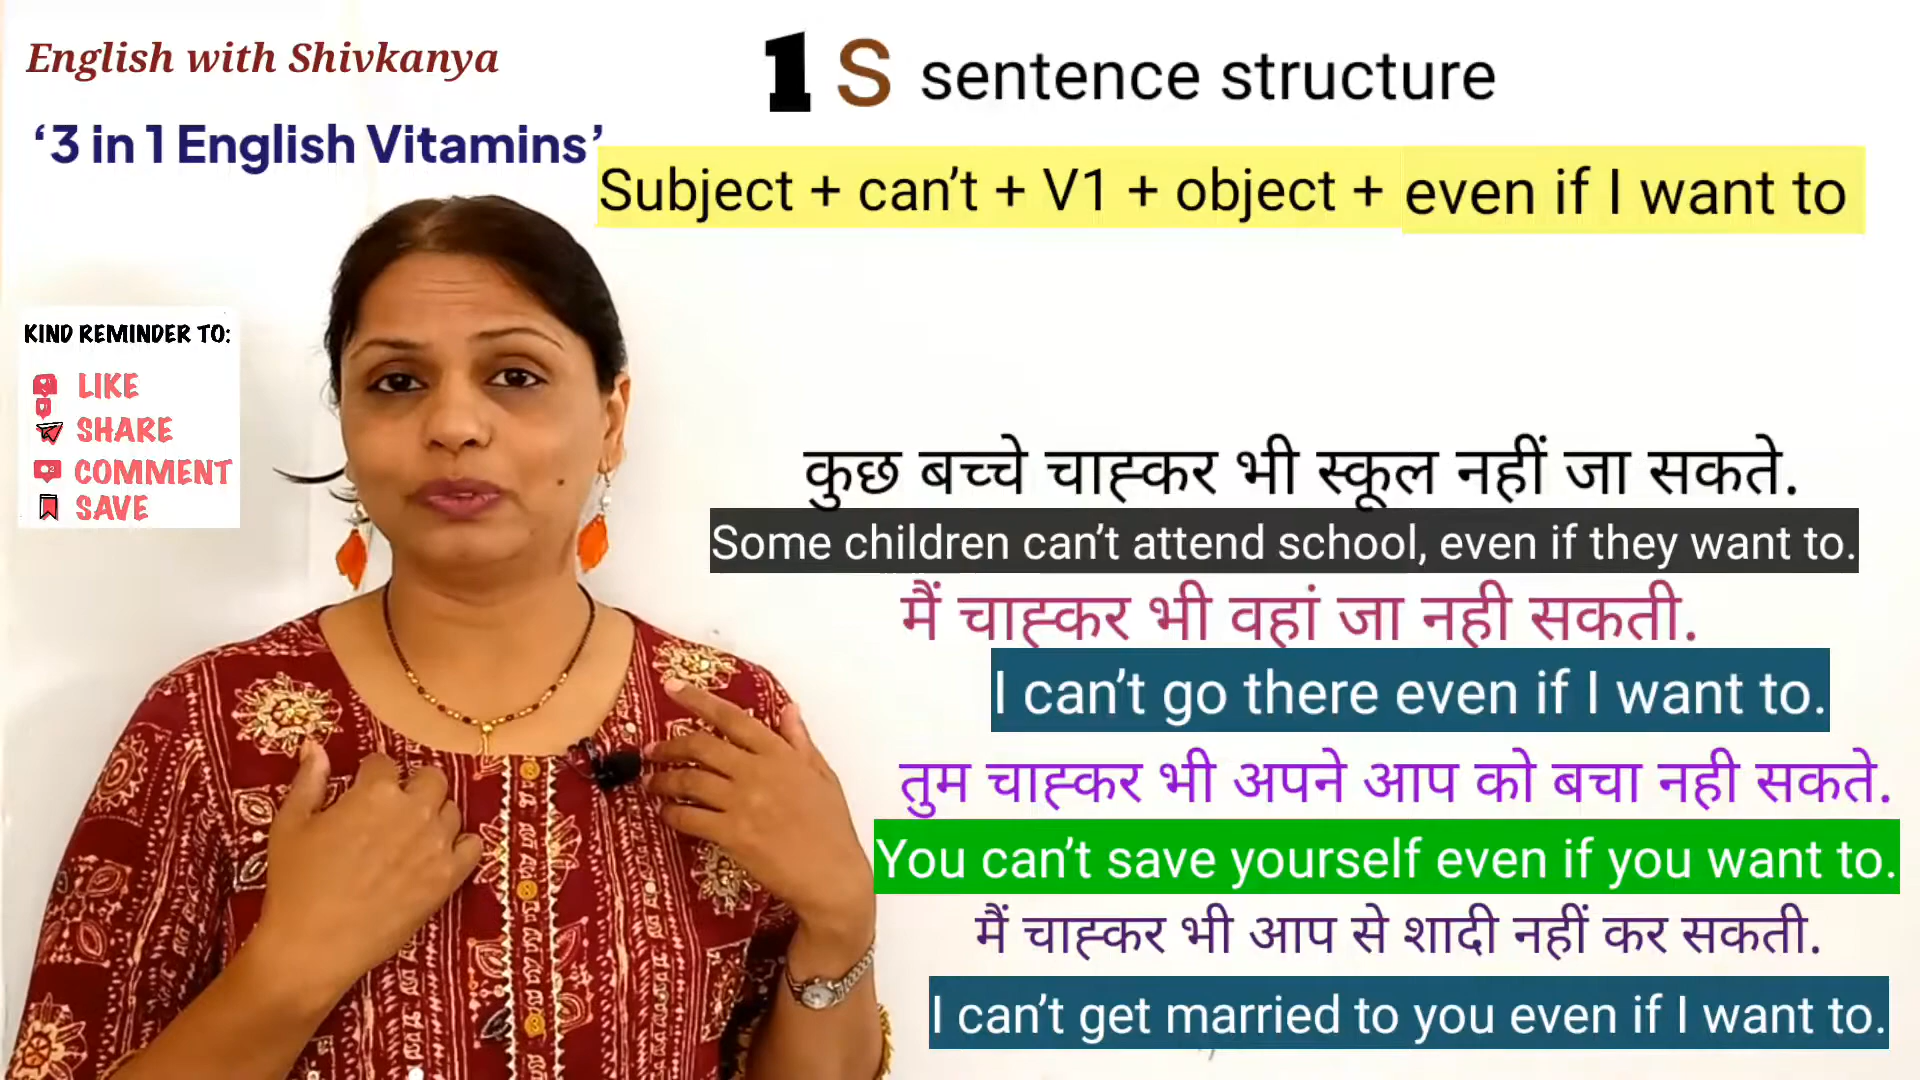 English with Shivkanya
‘3 in 1 English Vitamins’
1 S sentence structure
Subject + can’t + V1 + object + even if I want to
KIND REMINDER TO:
LIKE
SHARE
COMMENT
SAVE
कुछ बच्चे चाह्कर भी स्कूल नहीं जा सकते.
Some children can’t attend school, even if they want to.
मैं चाह्कर भी वहां जा नही सकती.
I can’t go there even if I want to.
तुम चाह्कर भी अपने आप को बचा नही सकते.
You can’t save yourself even if you want to.
मैं चाह्कर भी आप से शादी नहीं कर सकती.
I can’t get married to you even if I want to.